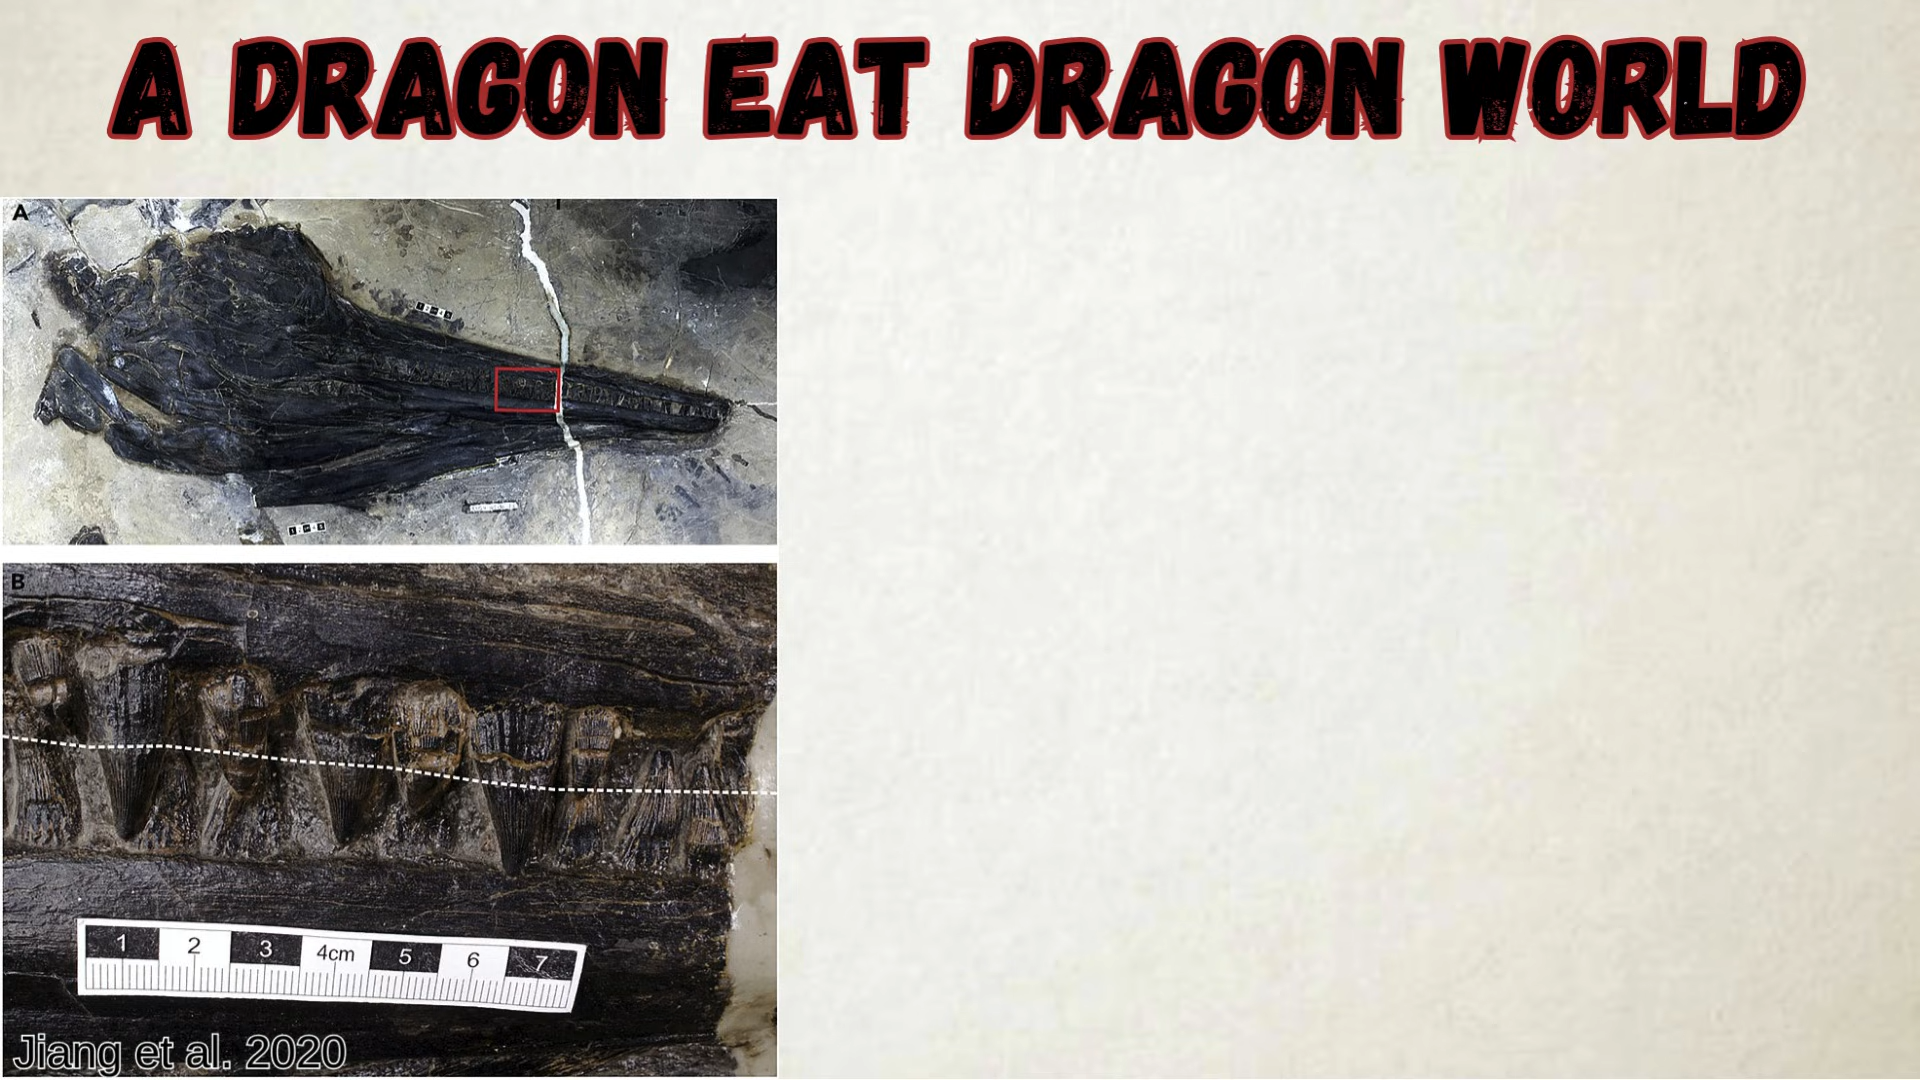 A DRAGON EAT DRAGON WORLD
A
B
1 2 3 4cm 5 6 7
Jiang et al. 2020